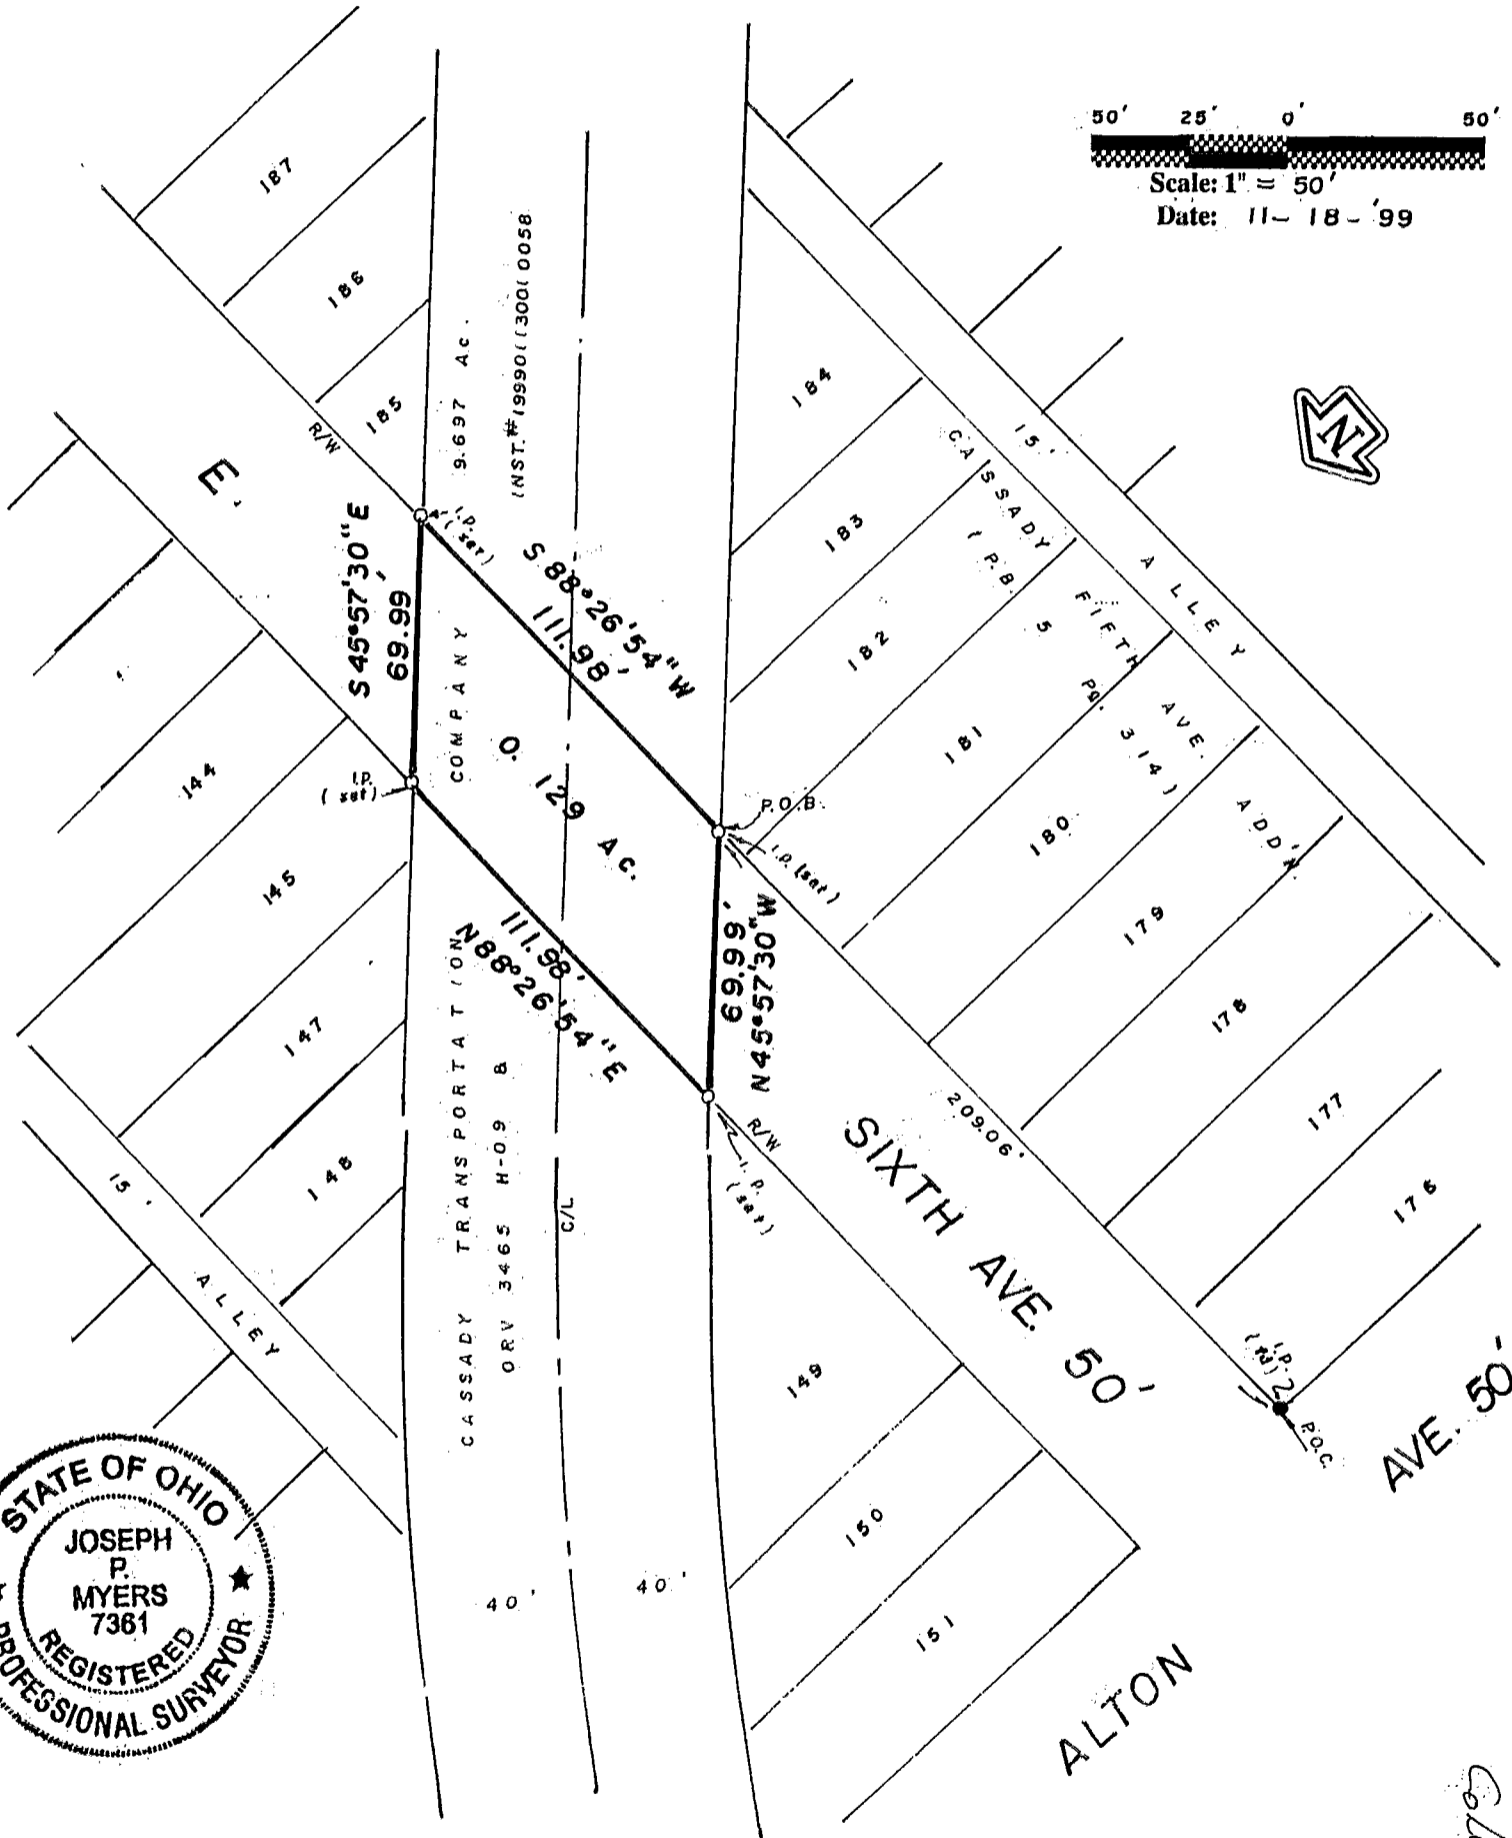 50' 25' 0' 50'
Scale: 1" = 50'
Date: 11-18-'99
N
187
186
185
R/W
E.
9.697 Ac.
INST.#199901130010058
I.P.
(set)
S 45°57'30" E
69.99'
S 88°26'54" W
111.98'
COMPANY
0.129 Ac.
I.P.
(set)
P.O.B.
I.P. (set)
69.99'
N 45°57'30" W
111.98'
N 88°26'54" E
184
183
182
181
180
179
178
177
176
15'
ALLEY
CASSADY FIFTH AVE. ADD'N.
(P.B. 5 PG. 314)
144
145
147
148
15'
ALLEY
CASSADY TRANSPORTATION
ORV 3465 H-09 &
C/L
R/W
I.P.
(set)
209.06'
SIXTH AVE. 50'
149
150
151
I.P.
(fd)
P.O.C.
40'
40'
ALTON
AVE. 50'
STATE OF OHIO
JOSEPH
P.
MYERS
7361
REGISTERED
PROFESSIONAL SURVEYOR